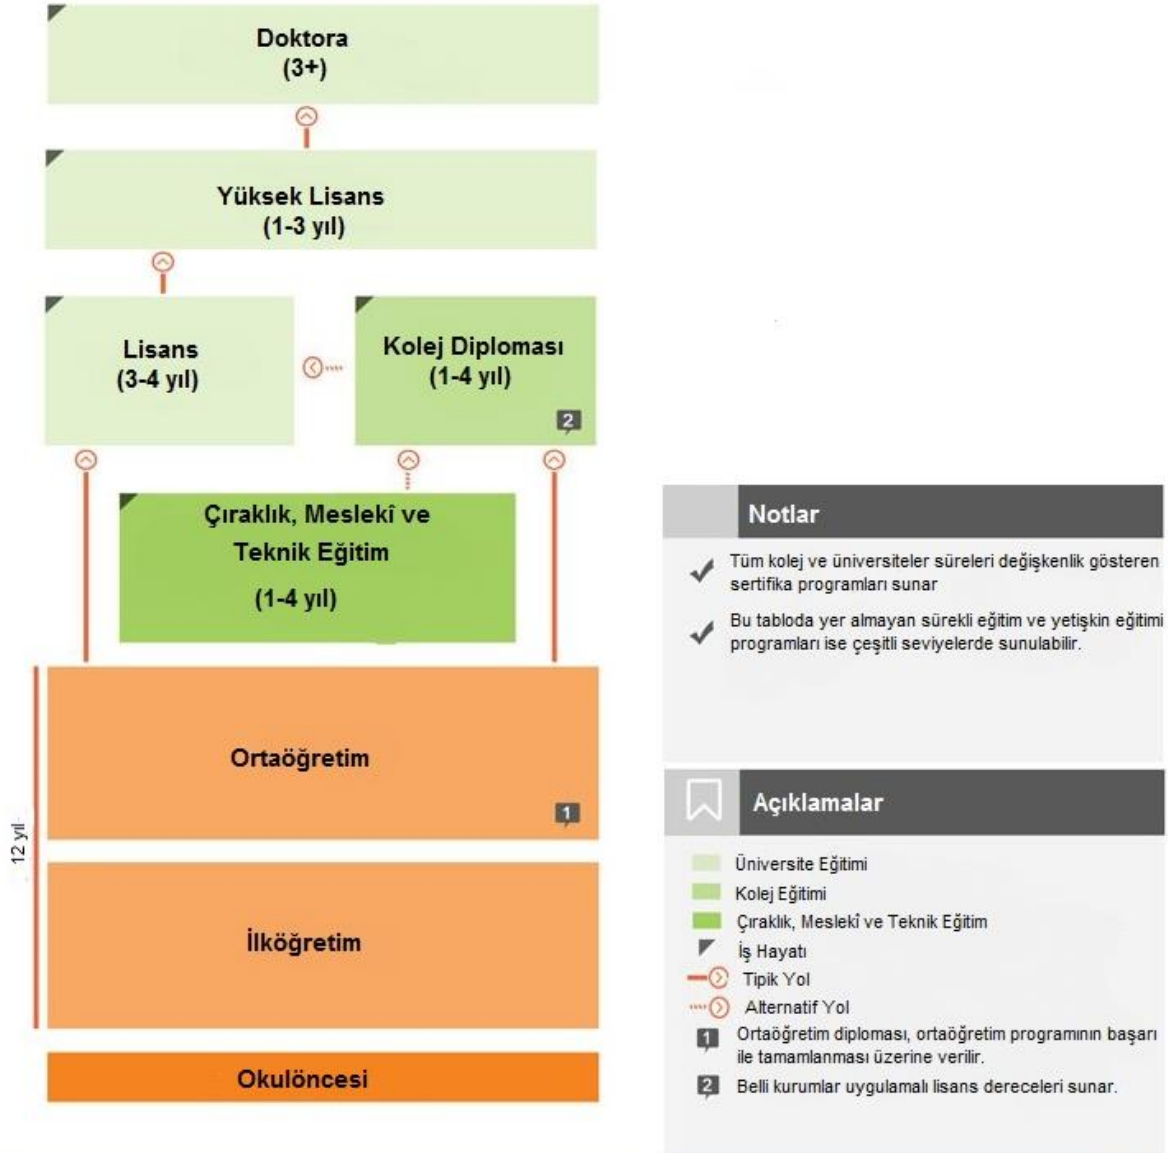 Doktora
(3+)
Yüksek Lisans
(1-3 yıl)
Lisans
(3-4 yıl)
Kolej Diploması
(1-4 yıl)
2
Çıraklık, Meslekî ve
Teknik Eğitim
(1-4 yıl)
Ortaöğretim
1
12 yıl
İlköğretim
Okulöncesi
Notlar
Tüm kolej ve üniversiteler süreleri değişkenlik gösteren
sertifika programları sunar
Bu tabloda yer almayan sürekli eğitim ve yetişkin eğitimi
programları ise çeşitli seviyelerde sunulabilir.
Açıklamalar
Üniversite Eğitimi
Kolej Eğitimi
Çıraklık, Meslekî ve Teknik Eğitim
İş Hayatı
Tipik Yol
Alternatif Yol
1 Ortaöğretim diploması, ortaöğretim programının başarı
ile tamamlanması üzerine verilir.
2 Belli kurumlar uygulamalı lisans dereceleri sunar.